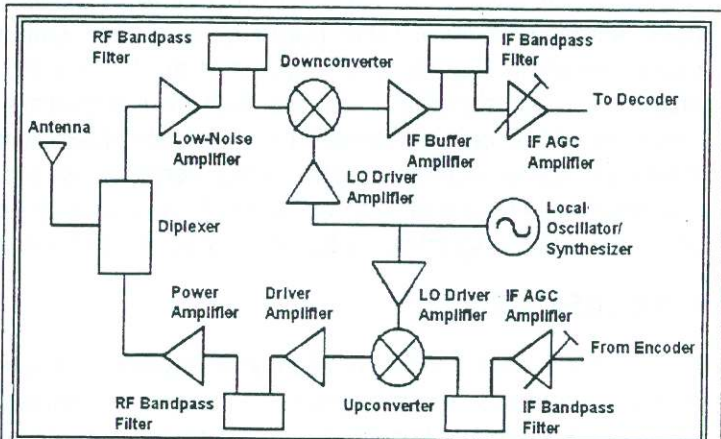 RF Bandpass
Filter
Downconverter
IF Bandpass
Filter
To Decoder
Antenna
Low-Noise
Amplifier
IF Buffer
Amplifier
IF AGC
Amplifier
LO Driver
Amplifier
Local
Oscillator/
Synthesizer
Diplexer
Power
Amplifier
Driver
Amplifier
LO Driver
Amplifier
IF AGC
Amplifier
From Encoder
RF Bandpass
Filter
Upconverter
IF Bandpass
Filter